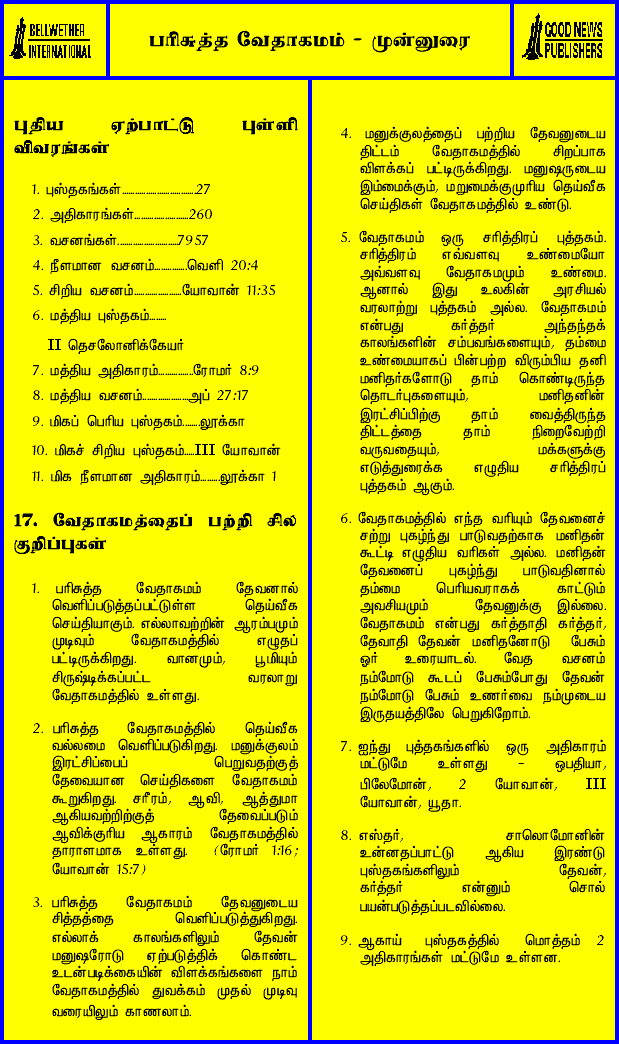 BELLWETHER
INTERNATIONAL
பரிசுத்த வேதாகமம் - முன்னுரை
GOOD NEWS
PUBLISHERS
புதிய ஏற்பாட்டு புள்ளி
விவரங்கள்
1. புஸ்தகங்கள்..............................27
2. அதிகாரங்கள்.......................260
3. வசனங்கள்.........................7957
4. நீளமான வசனம்..............வெளி 20:4
5. சிறிய வசனம்....................யோவான் 11:35
6. மத்திய புஸ்தகம்.......
II தெசலோனிக்கேயர்
7. மத்திய அதிகாரம்...............ரோமர் 8:9
8. மத்திய வசனம்...................அப் 27:17
9. மிகப் பெரிய புஸ்தகம்.......லூக்கா
10. மிகச் சிறிய புஸ்தகம்.....III யோவான்
11. மிக நீளமான அதிகாரம்........லூக்கா 1
17. வேதாகமத்தைப் பற்றி சில
குறிப்புகள்
1. பரிசுத்த வேதாகமம் தேவனால்
வெளிப்படுத்தப்பட்டுள்ள தெய்வீக
செய்தியாகும். எல்லாவற்றின் ஆரம்பமும்
முடிவும் வேதாகமத்தில் எழுதப்
பட்டிருக்கிறது. வானமும், பூமியும்
சிருஷ்டிக்கப்பட்ட வரலாறு
வேதாகமத்தில் உள்ளது.
2. பரிசுத்த வேதாகமத்தில் தெய்வீக
வல்லமை வெளிப்படுகிறது. மனுக்குலம்
இரட்சிப்பைப் பெறுவதற்குத்
தேவையான செய்திகளை வேதாகமம்
கூறுகிறது. சரீரம், ஆவி, ஆத்துமா
ஆகியவற்றிற்குத் தேவைப்படும்
ஆவிக்குரிய ஆகாரம் வேதாகமத்தில்
தாராளமாக உள்ளது. (ரோமர் 1:16;
யோவான் 15:7)
3. பரிசுத்த வேதாகமம் தேவனுடைய
சித்தத்தை வெளிப்படுத்துகிறது.
எல்லாக் காலங்களிலும் தேவன்
மனுஷரோடு ஏற்படுத்திக் கொண்ட
உடன்படிக்கையின் விளக்கங்களை நாம்
வேதாகமத்தில் துவக்கம் முதல் முடிவு
வரையிலும் காணலாம்.
4. மனுக்குலத்தைப் பற்றிய தேவனுடைய
திட்டம் வேதாகமத்தில் சிறப்பாக
விளக்கப் பட்டிருக்கிறது. மனுஷருடைய
இம்மைக்கும், மறுமைக்குமுரிய தெய்வீக
செய்திகள் வேதாகமத்தில் உண்டு.
5. வேதாகமம் ஒரு சரித்திரப் புத்தகம்.
சரித்திரம் எவ்வளவு உண்மையோ
அவ்வளவு வேதாகமமும் உண்மை.
ஆனால் இது உலகின் அரசியல்
வரலாற்று புத்தகம் அல்ல. வேதாகமம்
என்பது கர்த்தர் அந்தந்தக்
காலங்களின் சம்பவங்களையும், தம்மை
உண்மையாகப் பின்பற்ற விரும்பிய தனி
மனிதர்களோடு தாம் கொண்டிருந்த
தொடர்புகளையும், மனிதனின்
இரட்சிப்பிற்கு தாம் வைத்திருந்த
திட்டத்தை தாம் நிறைவேற்றி
வருவதையும், மக்களுக்கு
எடுத்துரைக்க எழுதிய சரித்திரப்
புத்தகம் ஆகும்.
6. வேதாகமத்தில் எந்த வரியும் தேவனைச்
சற்று புகழ்ந்து பாடுவதற்காக மனிதன்
கூட்டி எழுதிய வரிகள் அல்ல. மனிதன்
தேவனைப் புகழ்ந்து பாடுவதினால்
தம்மை பெரியவராகக் காட்டும்
அவசியமும் தேவனுக்கு இல்லை.
வேதாகமம் என்பது கர்த்தாதி கர்த்தர்,
தேவாதி தேவன் மனிதனோடு பேசும்
ஓர் உரையாடல். வேத வசனம்
நம்மோடு கூடப் பேசும்போது தேவன்
நம்மோடு பேசும் உணர்வை நம்முடைய
இருதயத்திலே பெறுகிறோம்.
7. ஐந்து புத்தகங்களில் ஒரு அதிகாரம்
மட்டுமே உள்ளது - ஒபதியா,
பிலேமோன், 2 யோவான், III
யோவான், யூதா.
8. எஸ்தர், சாலொமோனின்
உன்னதப்பாட்டு ஆகிய இரண்டு
புஸ்தகங்களிலும் தேவன்,
கர்த்தர் என்னும் சொல்
பயன்படுத்தப்படவில்லை.
9. ஆகாய் புஸ்தகத்தில் மொத்தம் 2
அதிகாரங்கள் மட்டுமே உள்ளன.